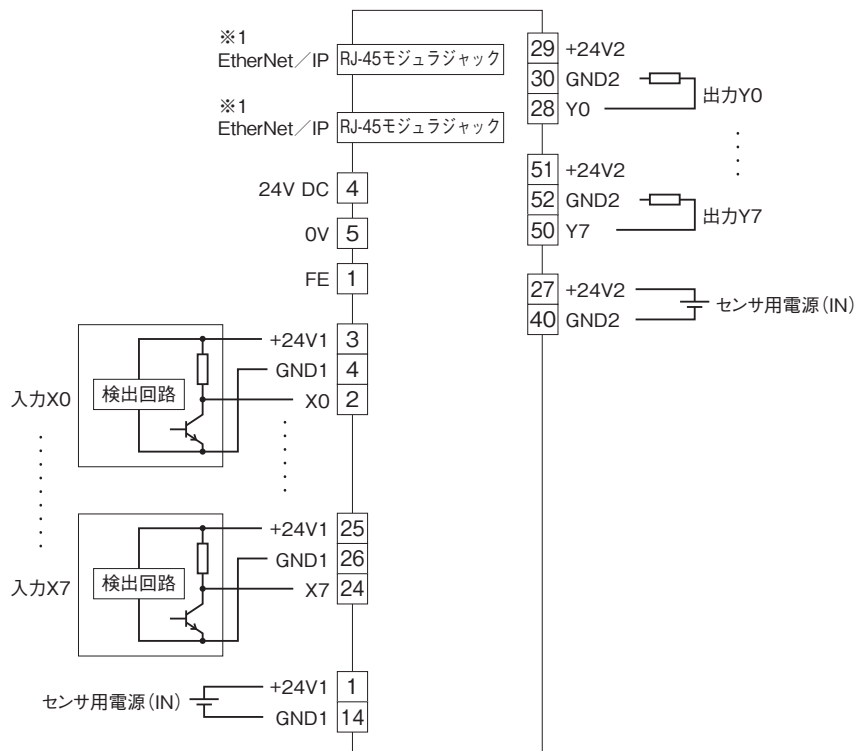 ※1
EtherNet／IP RJ-45モジュラジャック
※1
EtherNet／IP RJ-45モジュラジャック
24V DC 4
0V 5
FE 1
入力X0
検出回路
+24V1 3
GND1 4
X0 2
入力X7
検出回路
+24V1 25
GND1 26
X7 24
センサ用電源(IN)
+24V1 1
GND1 14
29 +24V2
30 GND2
28 Y0
出力Y0
51 +24V2
52 GND2
50 Y7
出力Y7
27 +24V2
40 GND2
センサ用電源(IN)